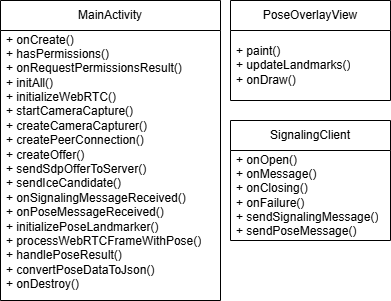 MainActivity
+ onCreate()
+ hasPermissions()
+ onRequestPermissionsResult()
+ initAll()
+ initializeWebRTC()
+ startCameraCapture()
+ createCameraCapturer()
+ createPeerConnection()
+ createOffer()
+ sendSdpOfferToServer()
+ sendIceCandidate()
+ onSignalingMessageReceived()
+ onPoseMessageReceived()
+ initializePoseLandmarker()
+ processWebRTCFrameWithPose()
+ handlePoseResult()
+ convertPoseDataToJson()
+ onDestroy()
PoseOverlayView
+ paint()
+ updateLandmarks()
+ onDraw()
SignalingClient
+ onOpen()
+ onMessage()
+ onClosing()
+ onFailure()
+ sendSignalingMessage()
+ sendPoseMessage()